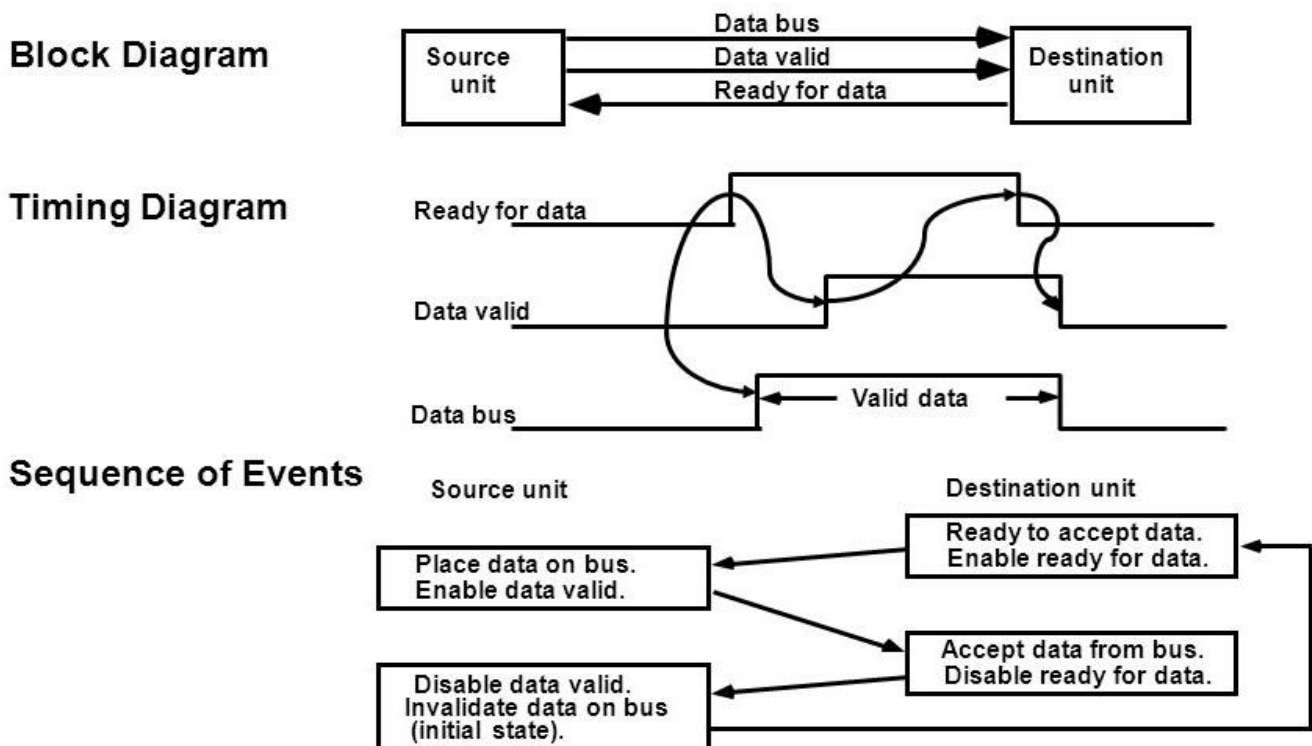 Block Diagram
Source
unit
Data bus
Data valid
Ready for data
Destination
unit
Timing Diagram
Ready for data
Data valid
Data bus
Valid data
Sequence of Events
Source unit
Destination unit
Ready to accept data.
Enable ready for data.
Place data on bus.
Enable data valid.
Accept data from bus.
Disable ready for data.
Disable data valid.
Invalidate data on bus
(initial state).